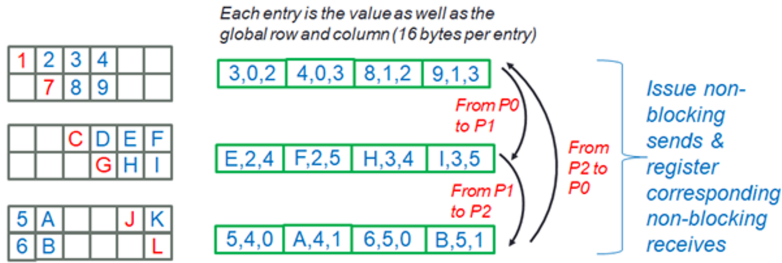 Each entry is the value as well as the
global row and column (16 bytes per entry)
1 2 3 4
7 8 9
3,0,2 4,0,3 8,1,2 9,1,3
From P0
to P1
C D E F
G H I
E,2,4 F,2,5 H,3,4 I,3,5
From P1
to P2
5 A J K
6 B L
5,4,0 A,4,1 6,5,0 B,5,1
From
P2 to
P0
Issue non-
blocking
sends &
register
corresponding
non-blocking
receives